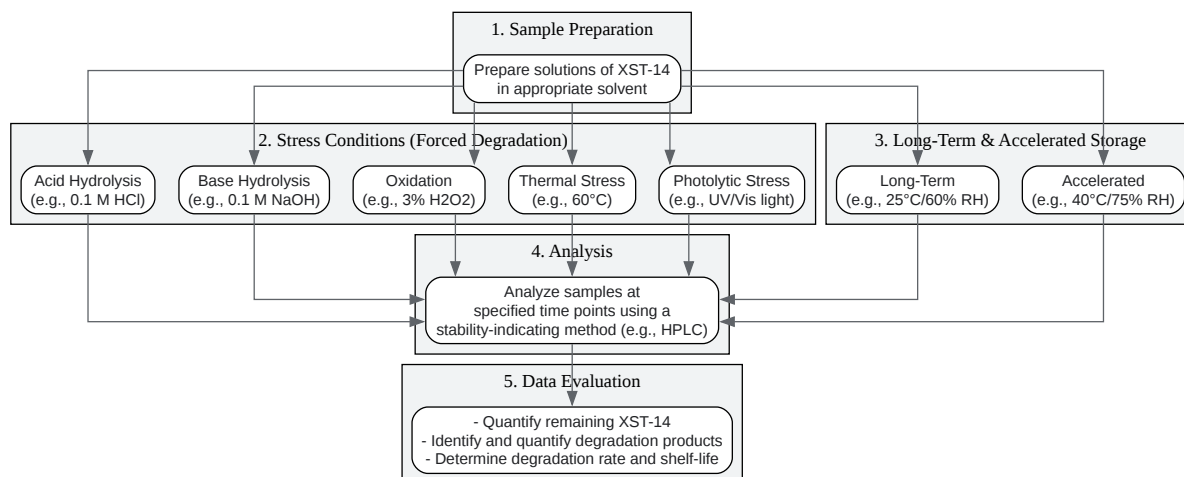 1. Sample Preparation
Prepare solutions of XST-14
in appropriate solvent
2. Stress Conditions (Forced Degradation)
Acid Hydrolysis
(e.g., 0.1 M HCl)
Base Hydrolysis
(e.g., 0.1 M NaOH)
Oxidation
(e.g., 3% H2O2)
Thermal Stress
(e.g., 60°C)
Photolytic Stress
(e.g., UV/Vis light)
3. Long-Term & Accelerated Storage
Long-Term
(e.g., 25°C/60% RH)
Accelerated
(e.g., 40°C/75% RH)
4. Analysis
Analyze samples at
specified time points using a
stability-indicating method (e.g., HPLC)
5. Data Evaluation
- Quantify remaining XST-14
- Identify and quantify degradation products
- Determine degradation rate and shelf-life